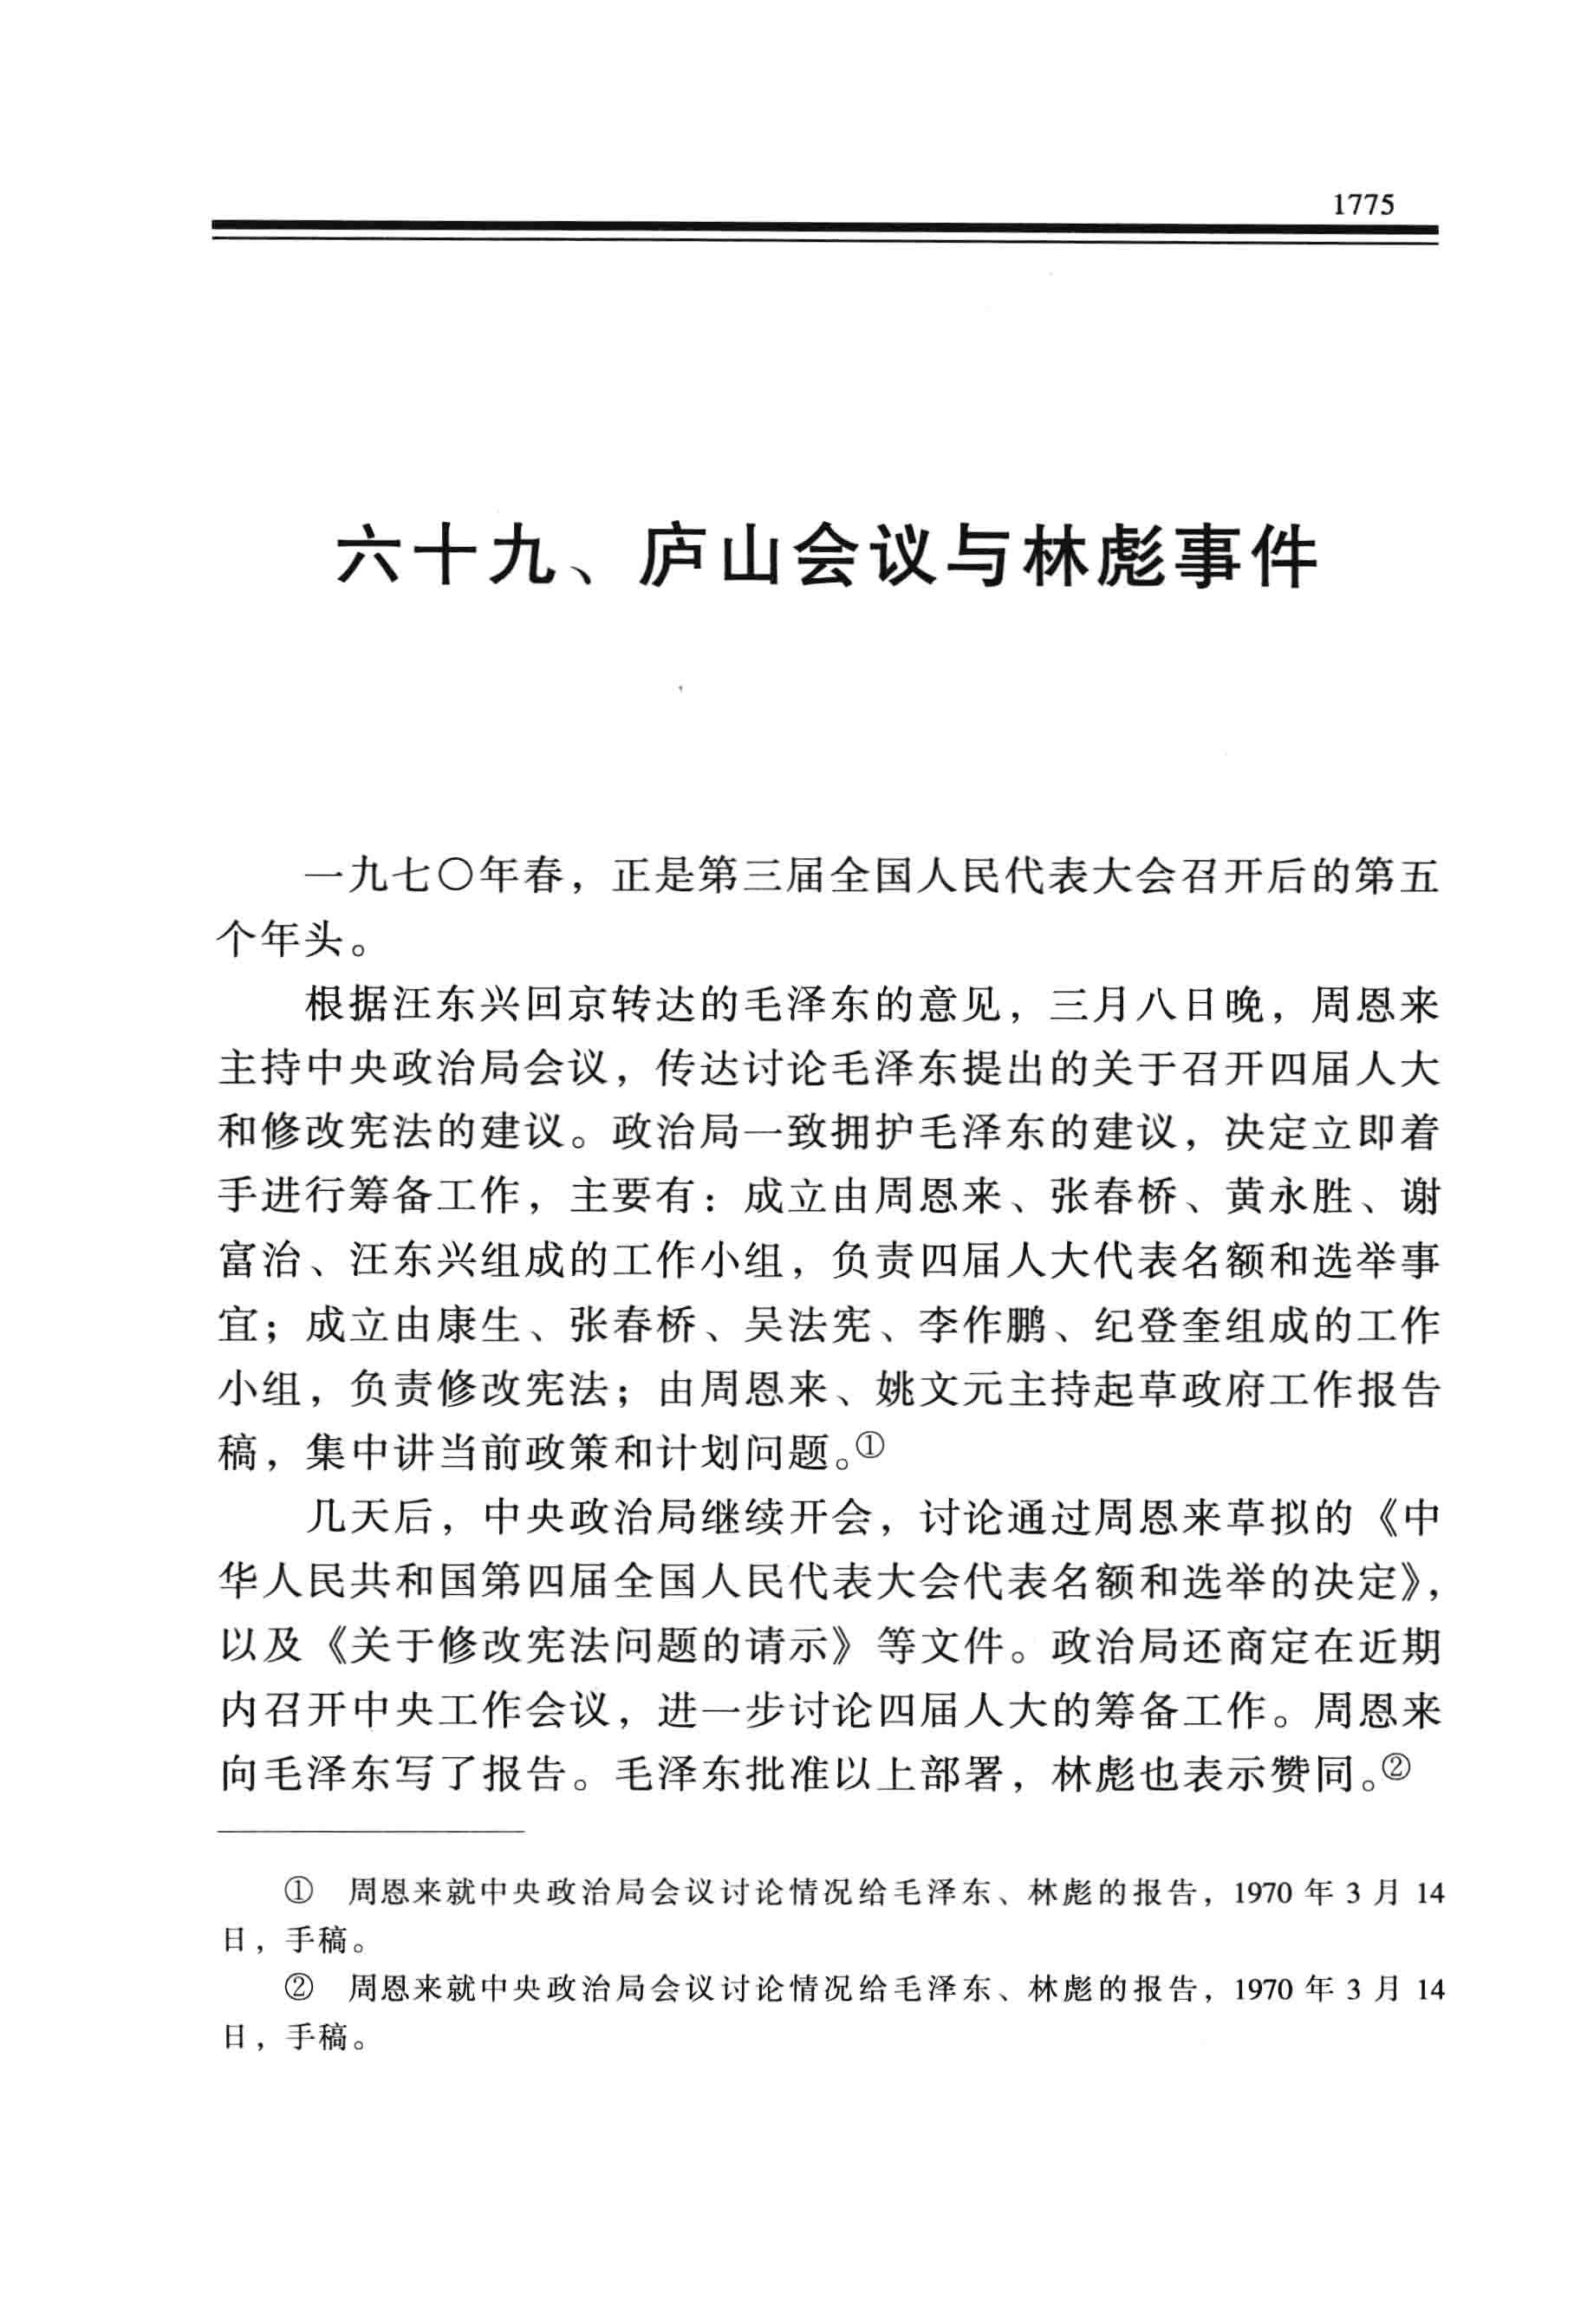 1775
六十九、庐山会议与林彪事件
一九七〇年春，正是第三届全国人民代表大会召开后的第五
个年头。
根据汪东兴回京转达的毛泽东的意见，三月八日晚，周恩来
主持中央政治局会议，传达讨论毛泽东提出的关于召开四届人大
和修改宪法的建议。政治局一致拥护毛泽东的建议，决定立即着
手进行筹备工作，主要有：成立由周恩来、张春桥、黄永胜、谢
富治、汪东兴组成的工作小组，负责四届人大代表名额和选举事
宜；成立由康生、张春桥、吴法宪、李作鹏、纪登奎组成的工作
小组，负责修改宪法；由周恩来、姚文元主持起草政府工作报告
稿，集中讲当前政策和计划问题。①
几天后，中央政治局继续开会，讨论通过周恩来草拟的《中
华人民共和国第四届全国人民代表大会代表名额和选举的决定》，
以及《关于修改宪法问题的请示》等文件。政治局还商定在近期
内召开中央工作会议，进一步讨论四届人大的筹备工作。周恩来
向毛泽东写了报告。毛泽东批准以上部署，林彪也表示赞同。②
① 周恩来就中央政治局会议讨论情况给毛泽东、林彪的报告，1970 年 3 月 14
日，手稿。
② 周恩来就中央政治局会议讨论情况给毛泽东、林彪的报告，1970 年 3 月 14
日，手稿。